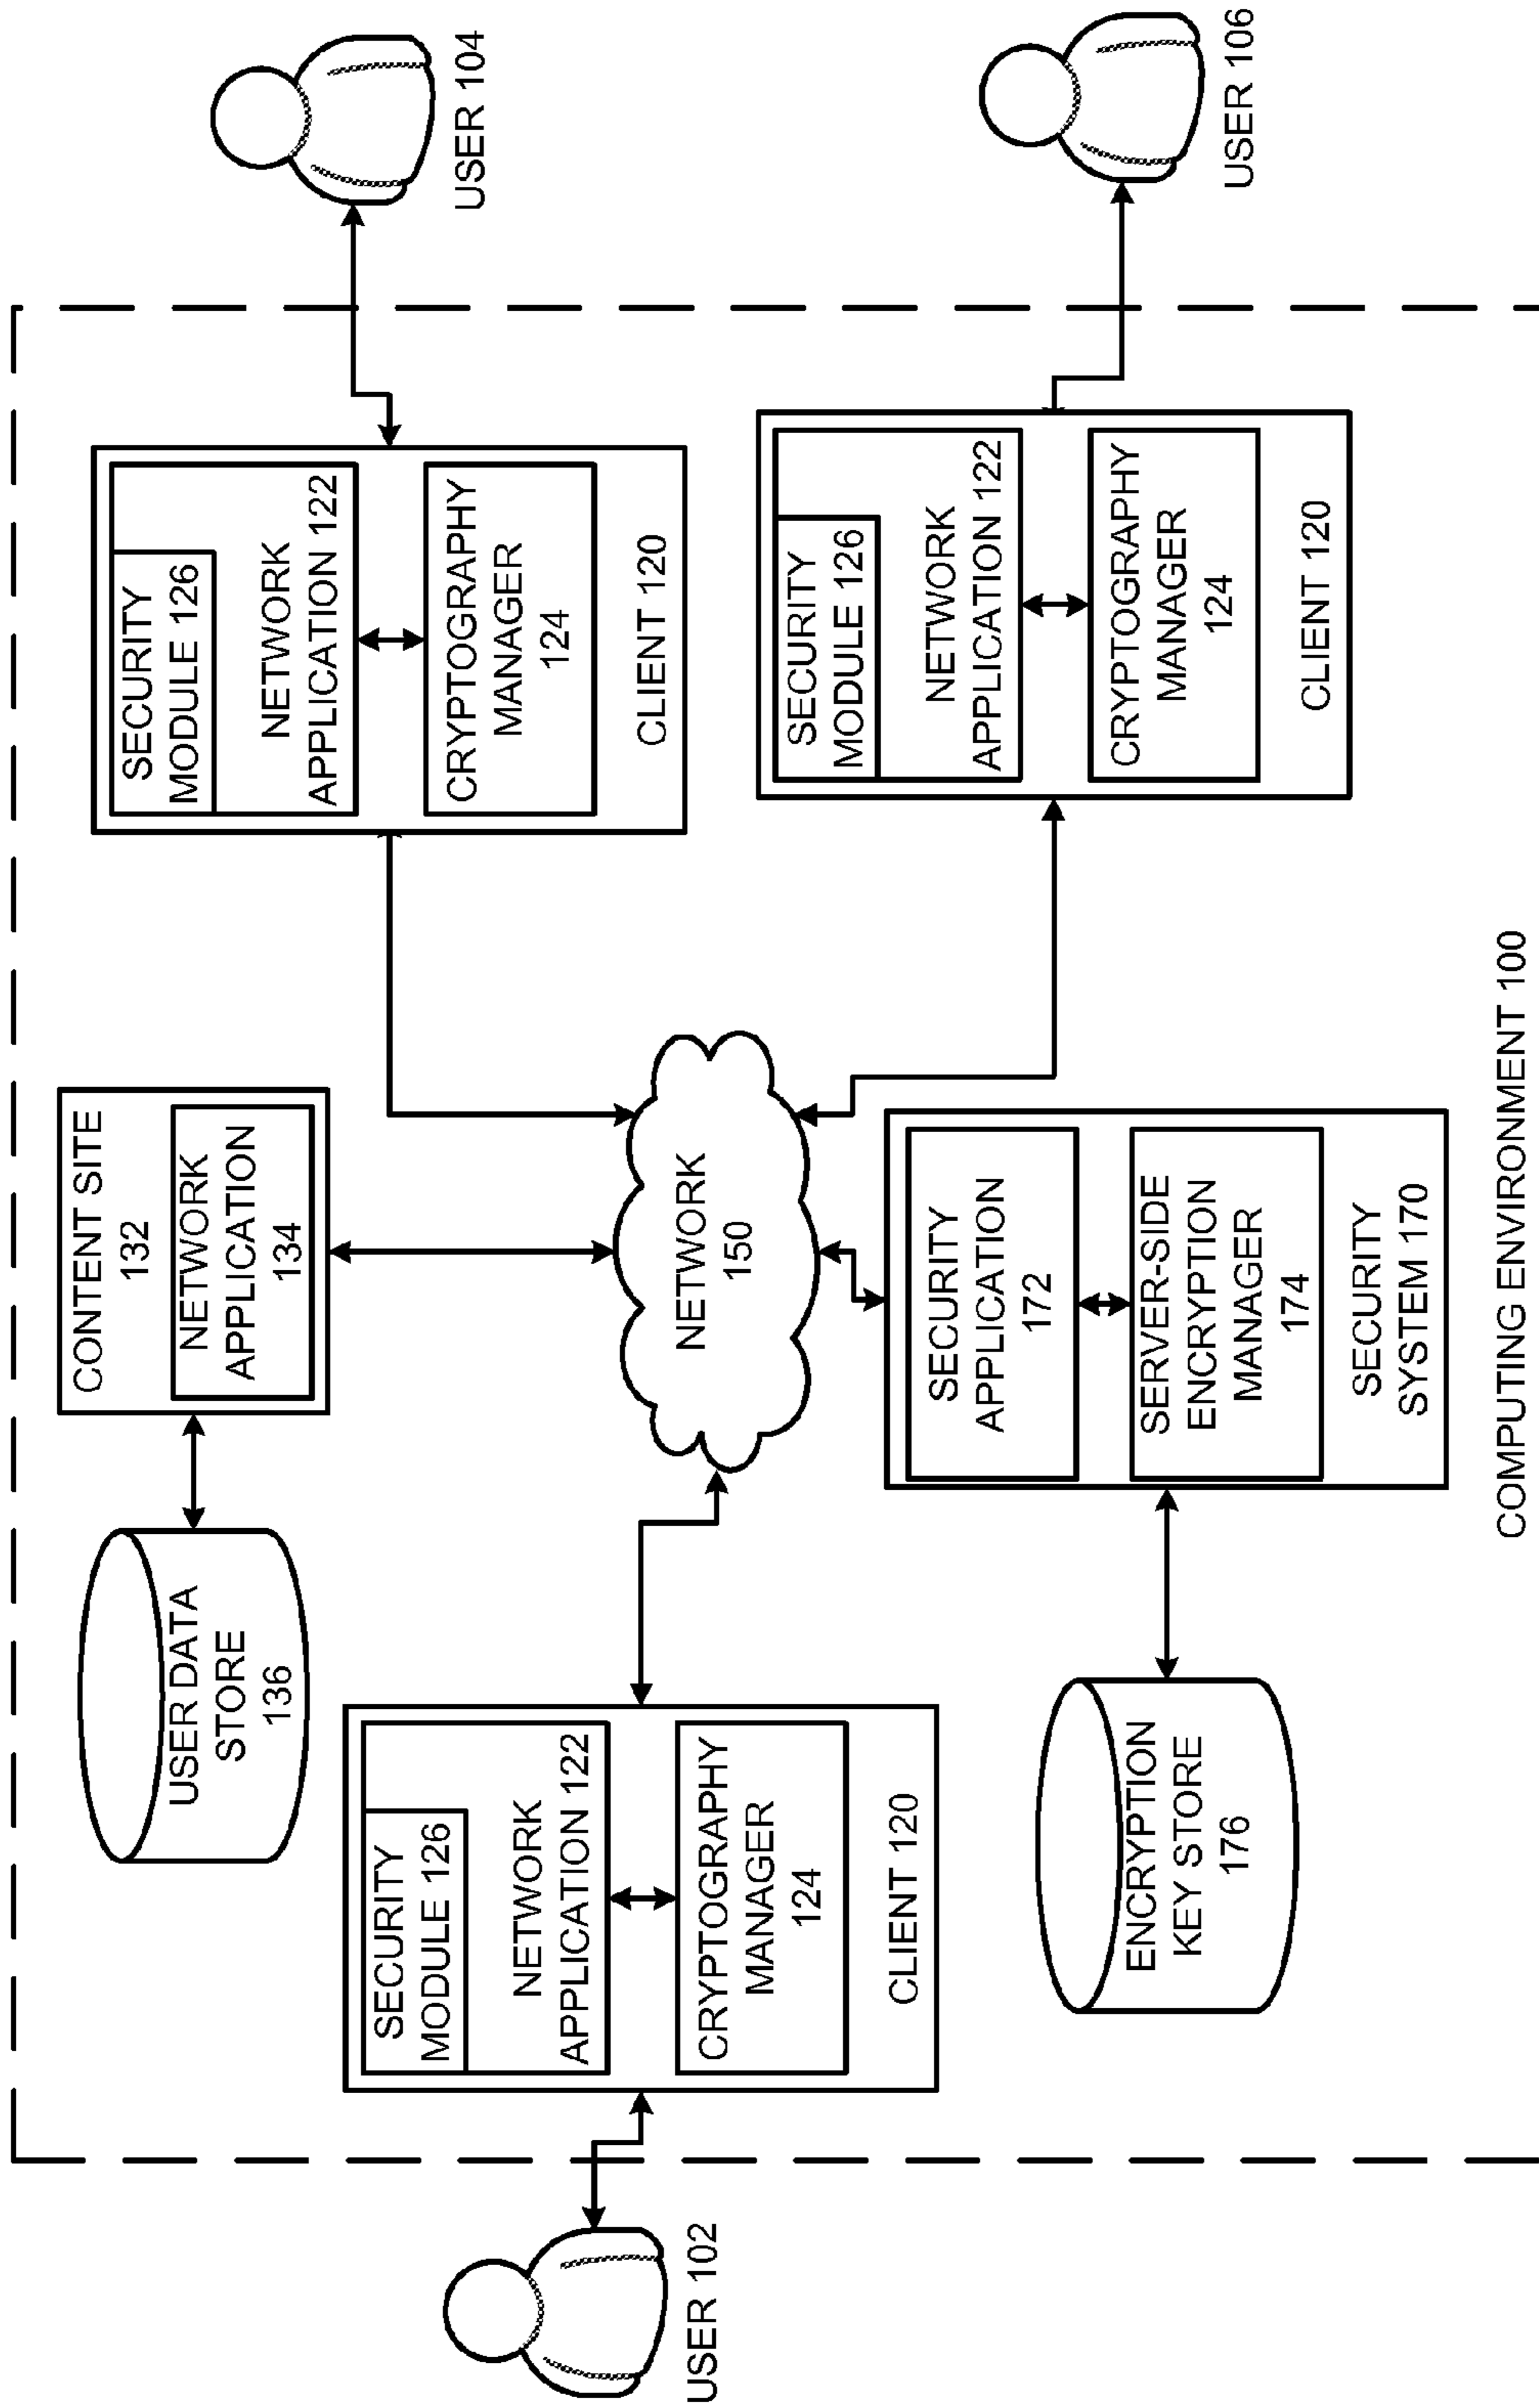 CONTENT SITE
132
NETWORK
APPLICATION
134
USER DATA
STORE
136
SECURITY
MODULE 126
NETWORK
APPLICATION 122
CRYPTOGRAPHY
MANAGER
124
CLIENT 120
USER 104
SECURITY
MODULE 126
NETWORK
APPLICATION 122
CRYPTOGRAPHY
MANAGER
124
CLIENT 120
USER 102
NETWORK
150
SECURITY
MODULE 126
NETWORK
APPLICATION 122
CRYPTOGRAPHY
MANAGER
124
CLIENT 120
USER 106
ENCRYPTION
KEY STORE
176
SECURITY
APPLICATION
172
SERVER-SIDE
ENCRYPTION
MANAGER
174
SECURITY
SYSTEM 170
COMPUTING ENVIRONMENT 100